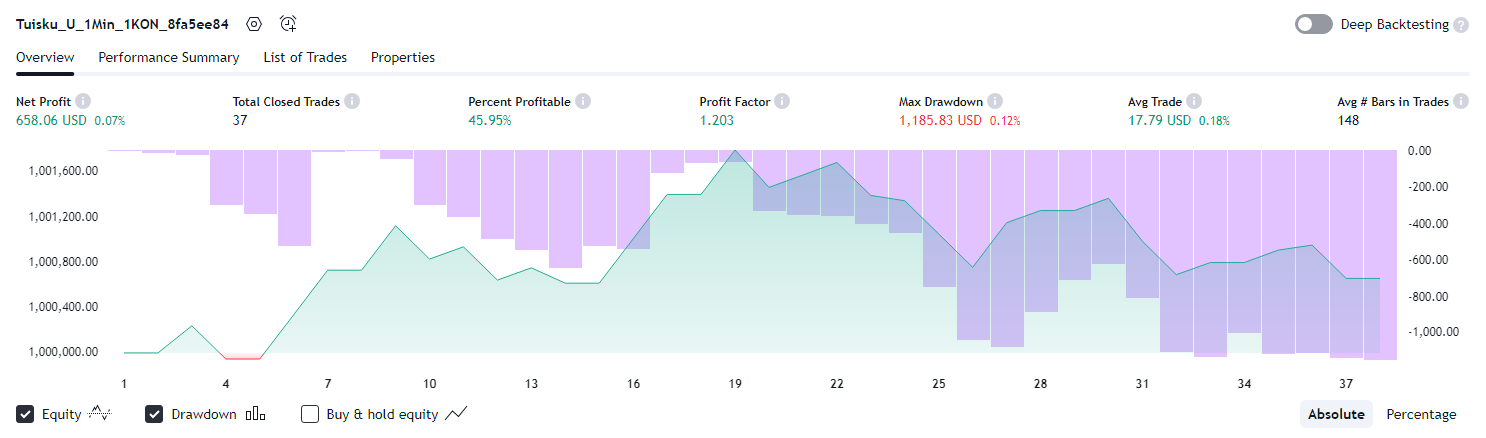 Tuisku_U_1Min_1KON_8fa5ee84
Deep Backtesting ?
Overview Performance Summary List of Trades Properties
Net Profit i Total Closed Trades i Percent Profitable i Profit Factor i Max Drawdown i Avg Trade i Avg # Bars in Trades i
658.06 USD 0.07% 37 45.95% 1.203 1,185.83 USD 0.12% 17.79 USD 0.18% 148
1,001,600.00
1,001,200.00
1,000,800.00
1,000,400.00
1,000,000.00
0.00
-200.00
-400.00
-600.00
-800.00
-1,000.00
1 4 7 10 13 16 19 22 25 28 31 34 37
Equity Drawdown Buy & hold equity Absolute Percentage